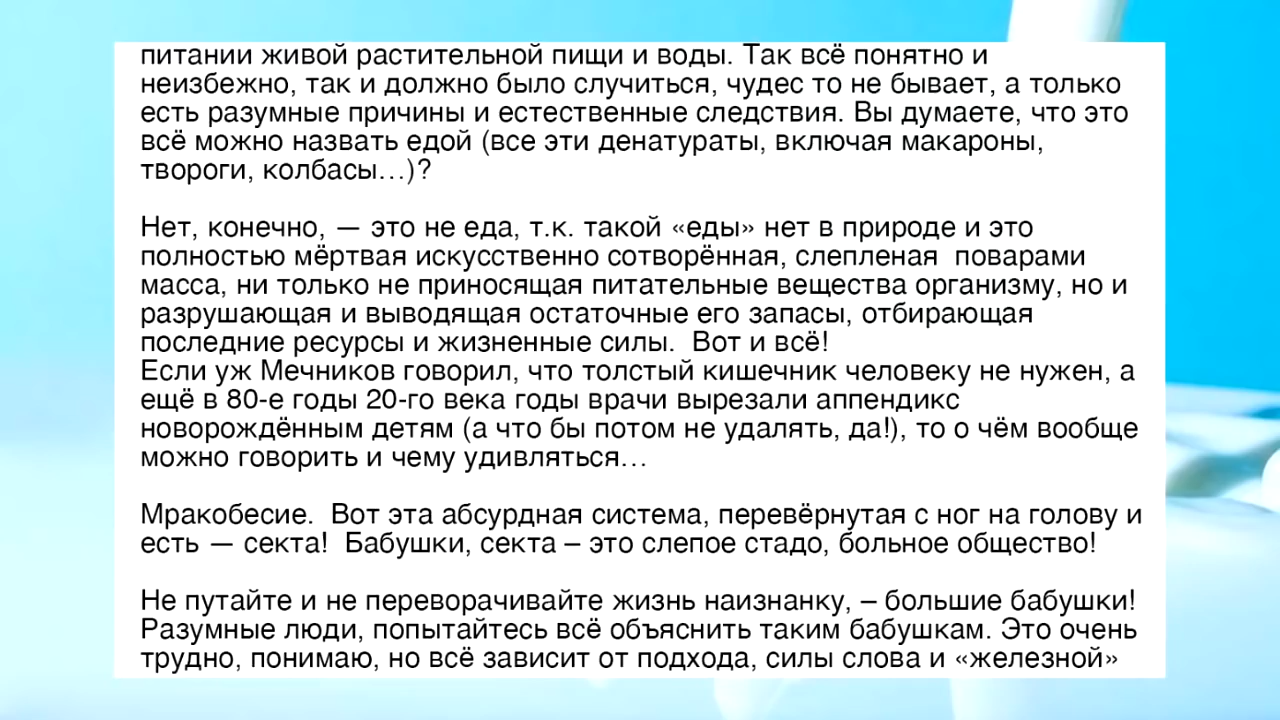 питании живой растительной пищи и воды. Так всё понятно и
неизбежно, так и должно было случиться, чудес то не бывает, а только
есть разумные причины и естественные следствия. Вы думаете, что это
всё можно назвать едой (все эти денатураты, включая макароны,
твороги, колбасы…)?
Нет, конечно, — это не еда, т.к. такой «еды» нет в природе и это
полностью мёртвая искусственно сотворённая, слепленая  поварами
масса, ни только не приносящая питательные вещества организму, но и
разрушающая и выводящая остаточные его запасы, отбирающая
последние ресурсы и жизненные силы.  Вот и всё!
Если уж Мечников говорил, что толстый кишечник человеку не нужен, а
ещё в 80-е годы 20-го века годы врачи вырезали аппендикс
новорождённым детям (а что бы потом не удалять, да!), то о чём вообще
можно говорить и чему удивляться…
Мракобесие.  Вот эта абсурдная система, перевёрнутая с ног на голову и
есть — секта!  Бабушки, секта – это слепое стадо, больное общество!
Не путайте и не переворачивайте жизнь наизнанку, – большие бабушки!
Разумные люди, попытайтесь всё объяснить таким бабушкам. Это очень
трудно, понимаю, но всё зависит от подхода, силы слова и «железной»